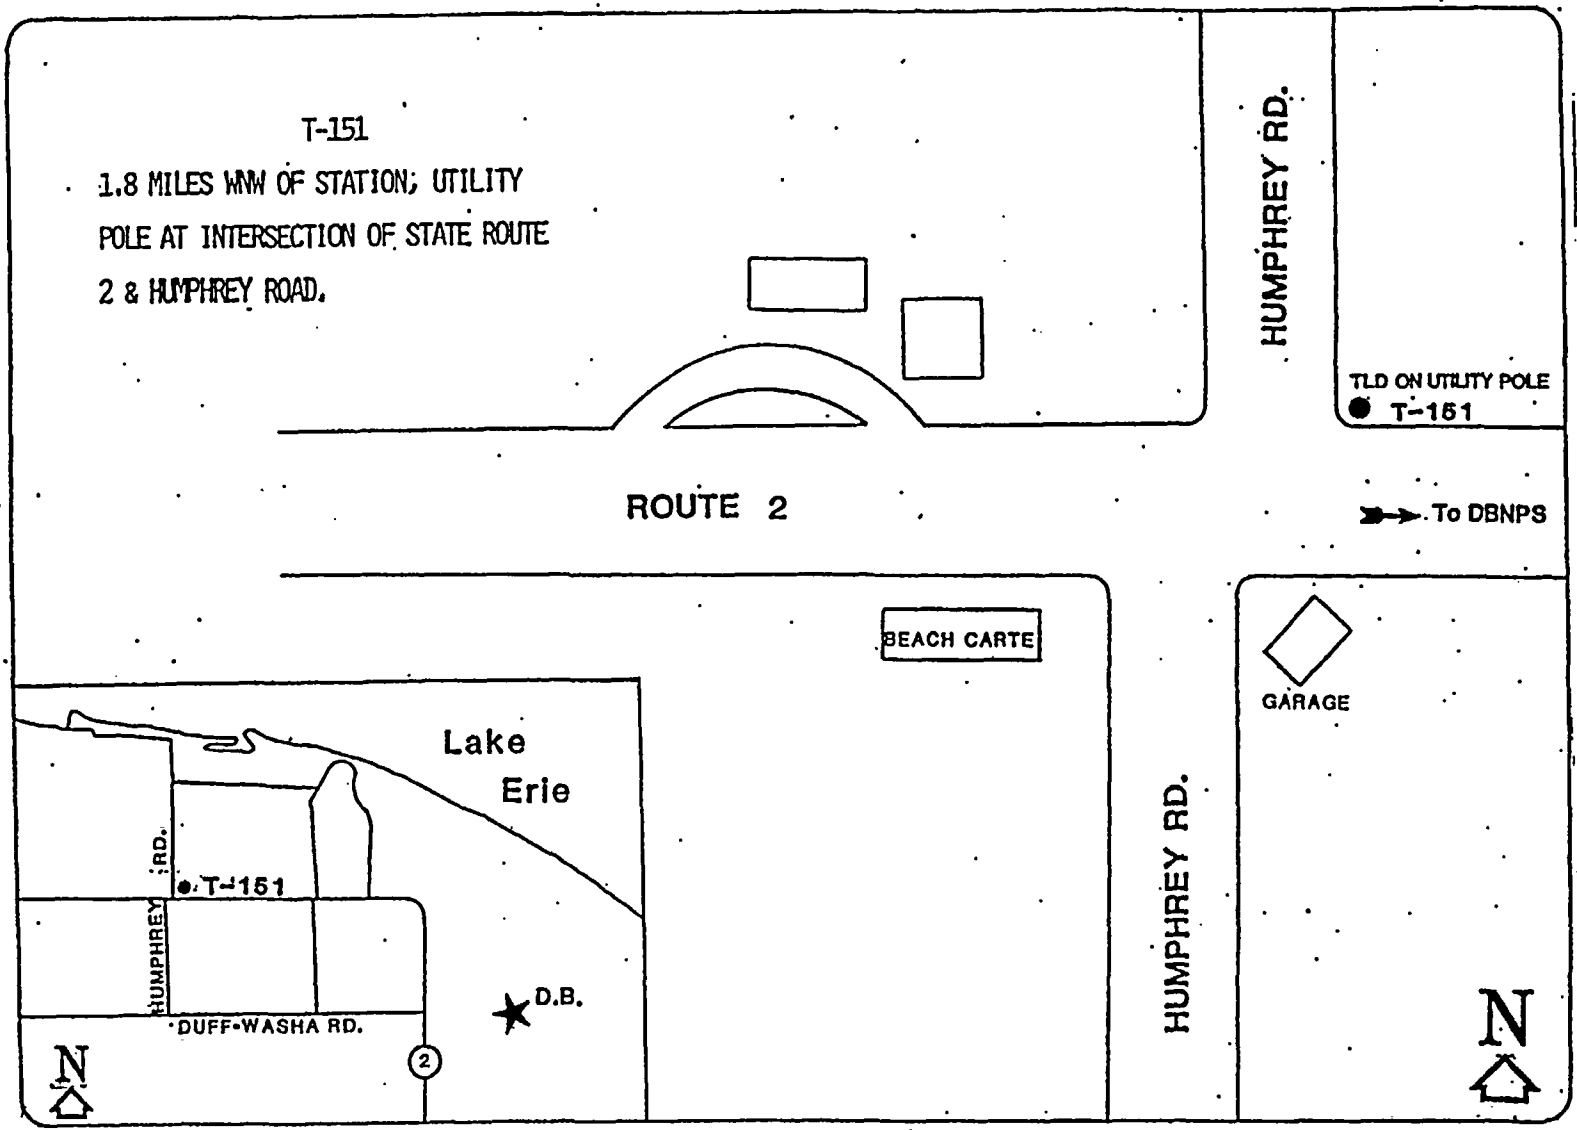 T-151
1.8 MILES WNW OF STATION; UTILITY
POLE AT INTERSECTION OF STATE ROUTE
2 & HUMPHREY ROAD.
HUMPHREY RD.
TLD ON UTILITY POLE
T-151
ROUTE 2
To DBNPS
BEACH CARTE
GARAGE
HUMPHREY RD.
N
Lake
Erie
HUMPHREY RD.
T-151
D.B.
DUFF-WASHA RD.
2
N